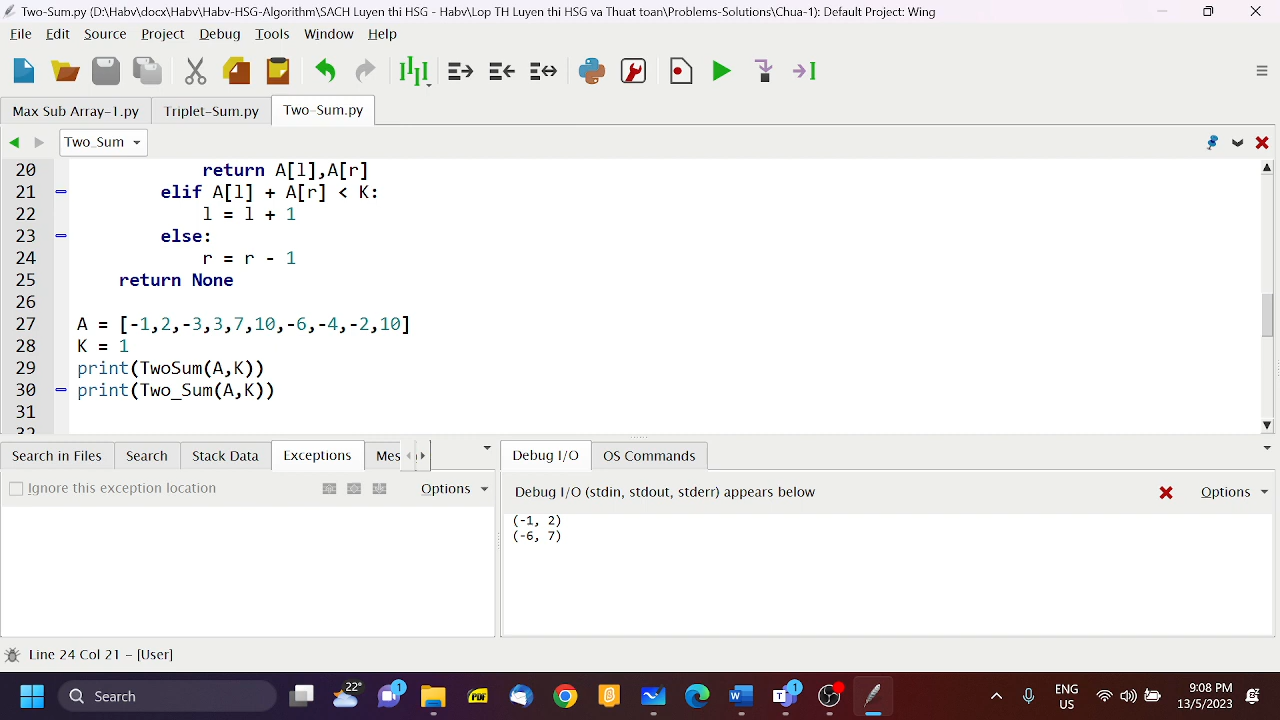 Two-Sum.py (D:\Habv\docx\Habv\Habv-HSG-Algorithm\SACH Luyen thi HSG - Habv\Lop TH Luyen thi HSG va Thuat toan\Problems-Solutions\Chua-1): Default Project: Wing
File Edit Source Project Debug Tools Window Help
Max Sub Array-1.py Triplet-Sum.py Two-Sum.py
Two_Sum
20 return A[l],A[r]
21 elif A[l] + A[r] < K:
22 l = l + 1
23 else:
24 r = r - 1
25 return None
26
27 A = [-1,2,-3,3,7,10,-6,-4,-2,10]
28 K = 1
29 print(TwoSum(A,K))
30 print(Two_Sum(A,K))
31
32
Search in Files Search Stack Data Exceptions Mes
Debug I/O OS Commands
Ignore this exception location Options
Debug I/O (stdin, stdout, stderr) appears below Options
(-1, 2)
(-6, 7)
Line 24 Col 21 - [User]
Search 22° 1 PDF 1 ENG US 9:08 PM 13/5/2023